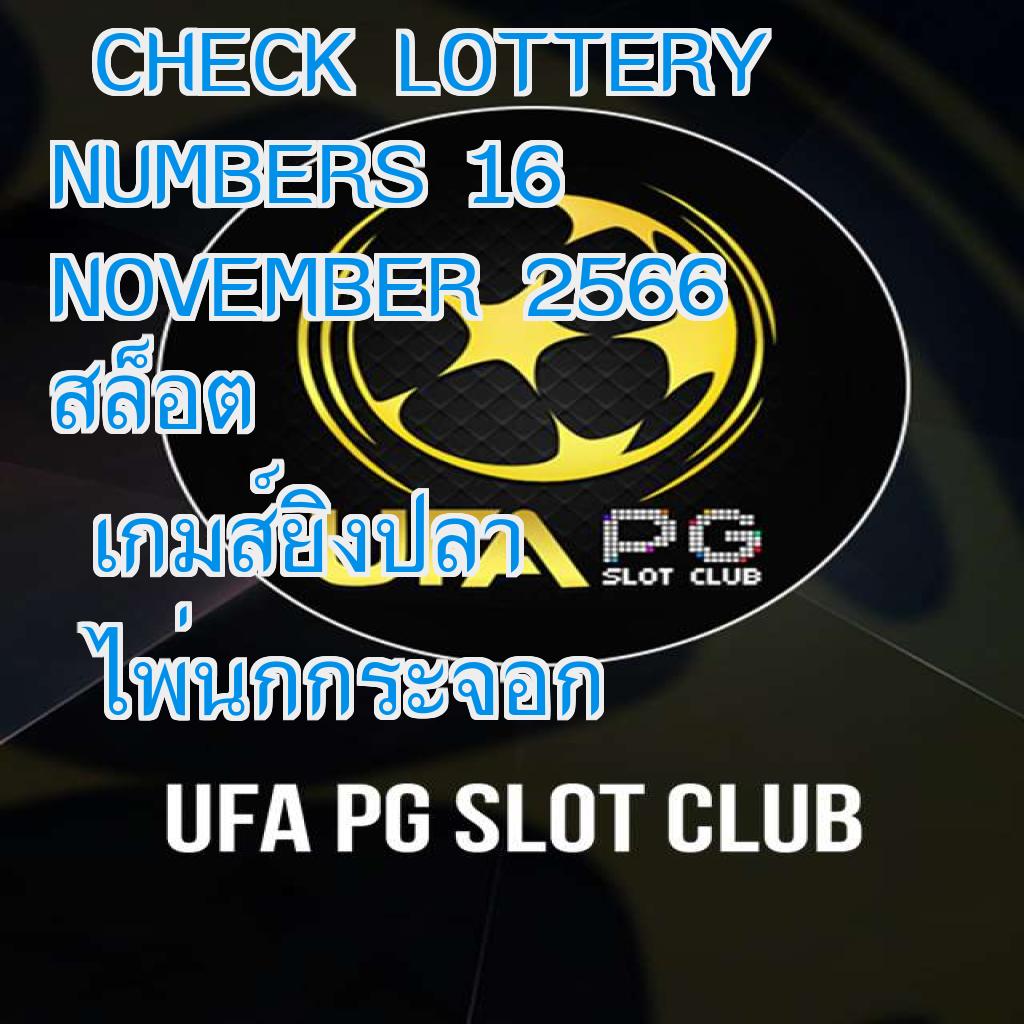 CHECK LOTTERY
NUMBERS 16
NOVEMBER 2566
สล็อต
เกมส์ยิงปลา
ไพ่นกกระจอก
UFA PG
SLOT CLUB
UFA PG SLOT CLUB